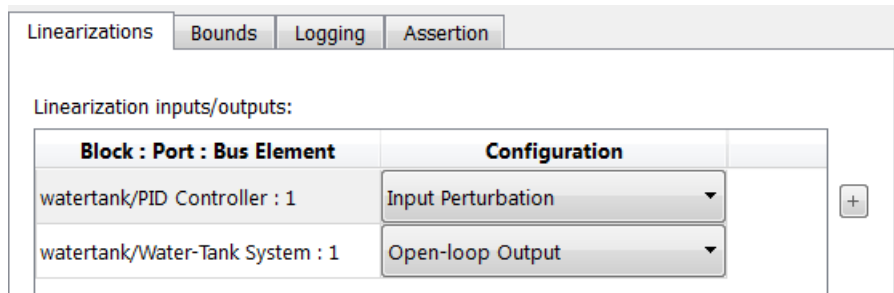 Linearizations Bounds Logging Assertion
Linearization inputs/outputs:
Block : Port : Bus Element Configuration
watertank/PID Controller : 1 Input Perturbation +
watertank/Water-Tank System : 1 Open-loop Output